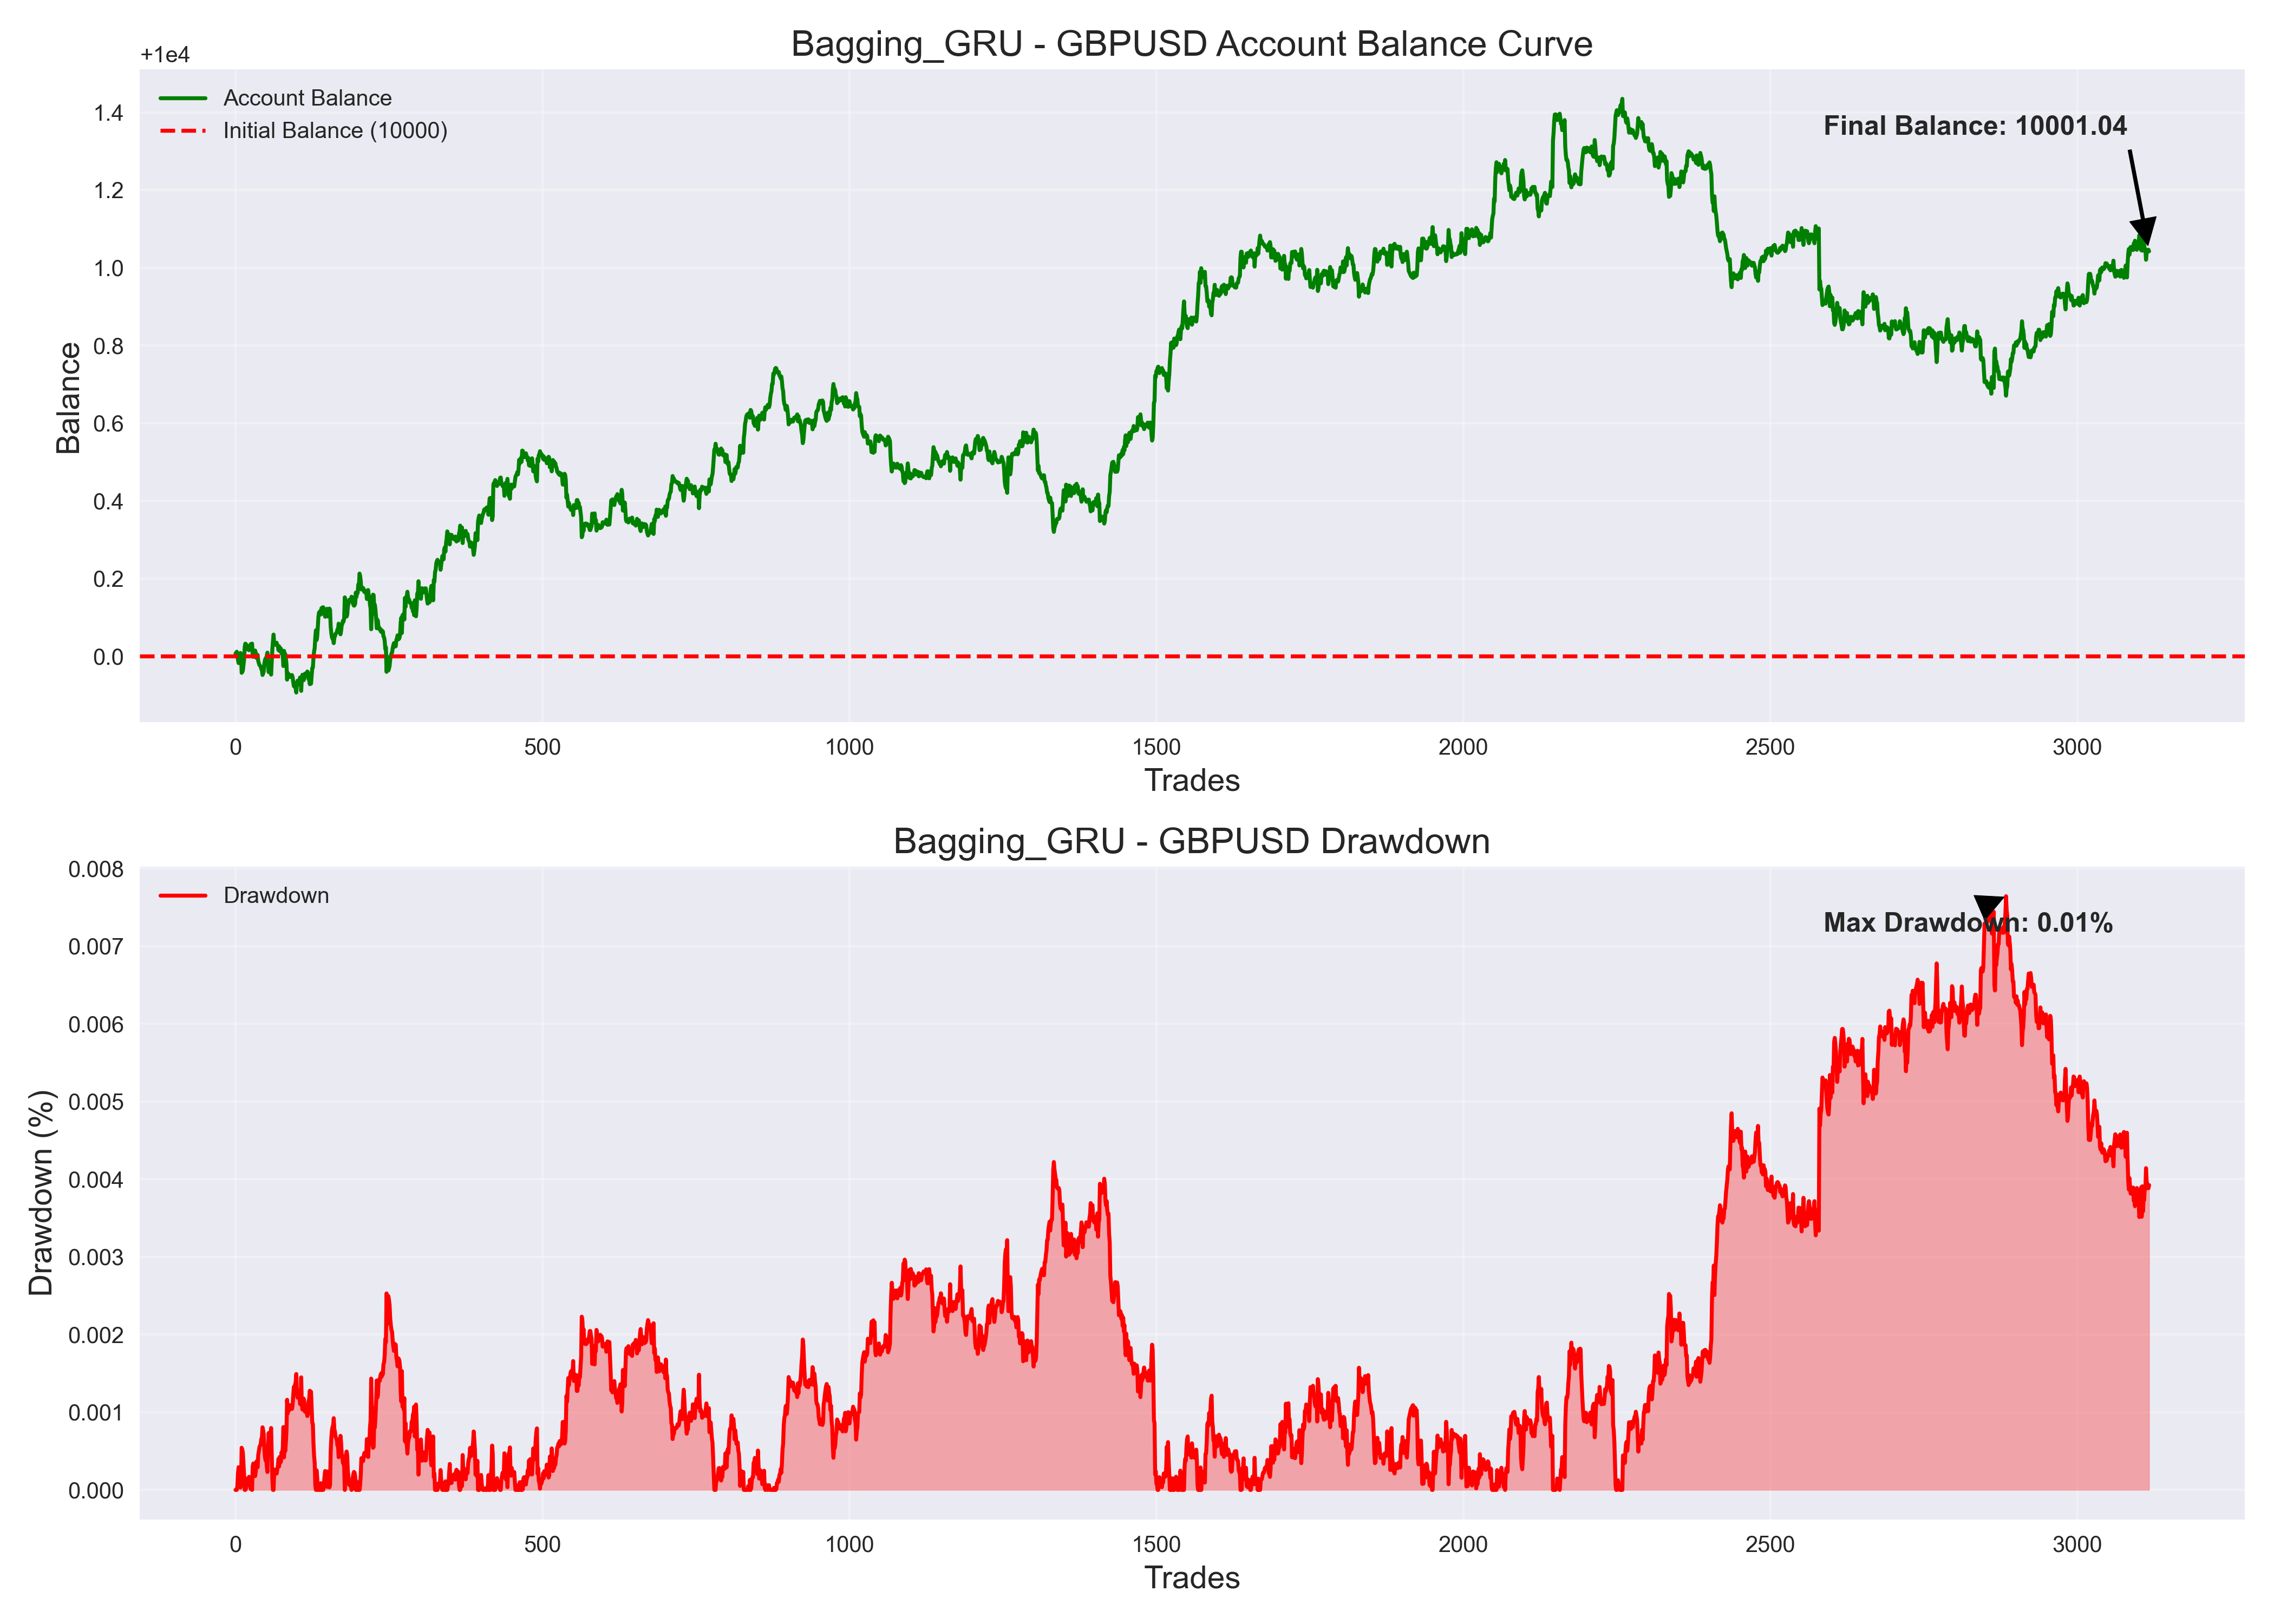 Bagging_GRU - GBPUSD Account Balance Curve
+1e4
Account Balance
Initial Balance (10000)
Final Balance: 10001.04
1.4
1.2
1.0
0.8
0.6
0.4
0.2
0.0
Balance
0 500 1000 1500 2000 2500 3000
Trades
Bagging_GRU - GBPUSD Drawdown
Drawdown
Max Drawdown: 0.01%
0.008
0.007
0.006
0.005
0.004
0.003
0.002
0.001
0.000
Drawdown (%)
0 500 1000 1500 2000 2500 3000
Trades